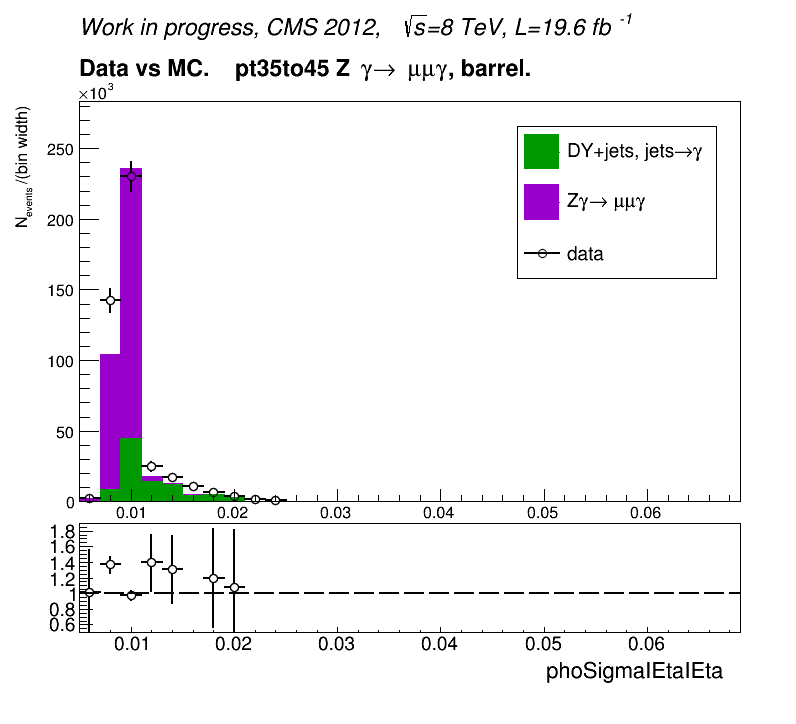 Work in progress, CMS 2012, √s=8 TeV, L=19.6 fb -1
Data vs MC. pt35to45 Z γ→ μμγ, barrel.
×10³
N events /(bin width)
250
200
150
100
50
0
DY+jets, jets→γ
Zγ→ μμγ
data
0.01 0.02 0.03 0.04 0.05 0.06
1.8
1.6
1.4
1.2
1
0.8
0.6
0.01 0.02 0.03 0.04 0.05 0.06
phoSigmaIEtaIEta